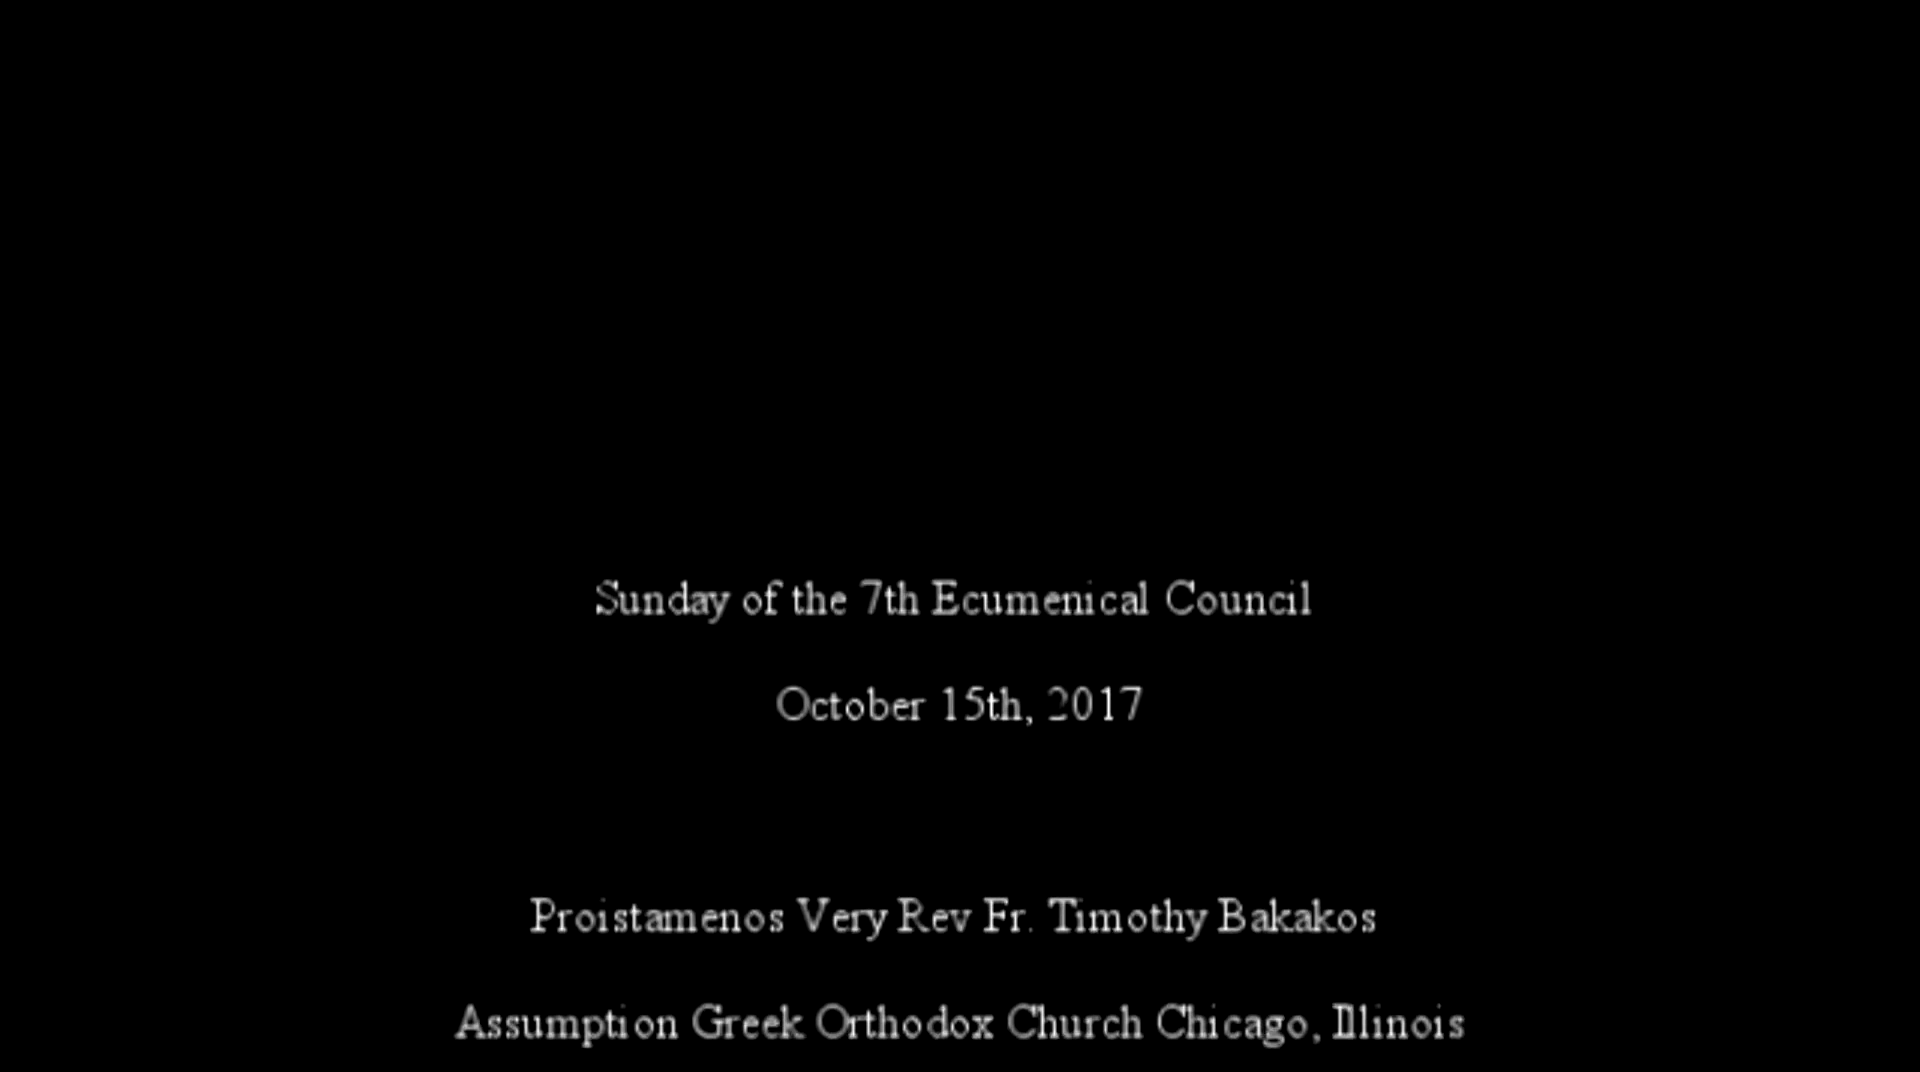 Sunday of the 7th Ecumenical Council
October 15th, 2017
Proistamenos Very Rev Fr. Timothy Bakakos
Assumption Greek Orthodox Church Chicago, Illinois